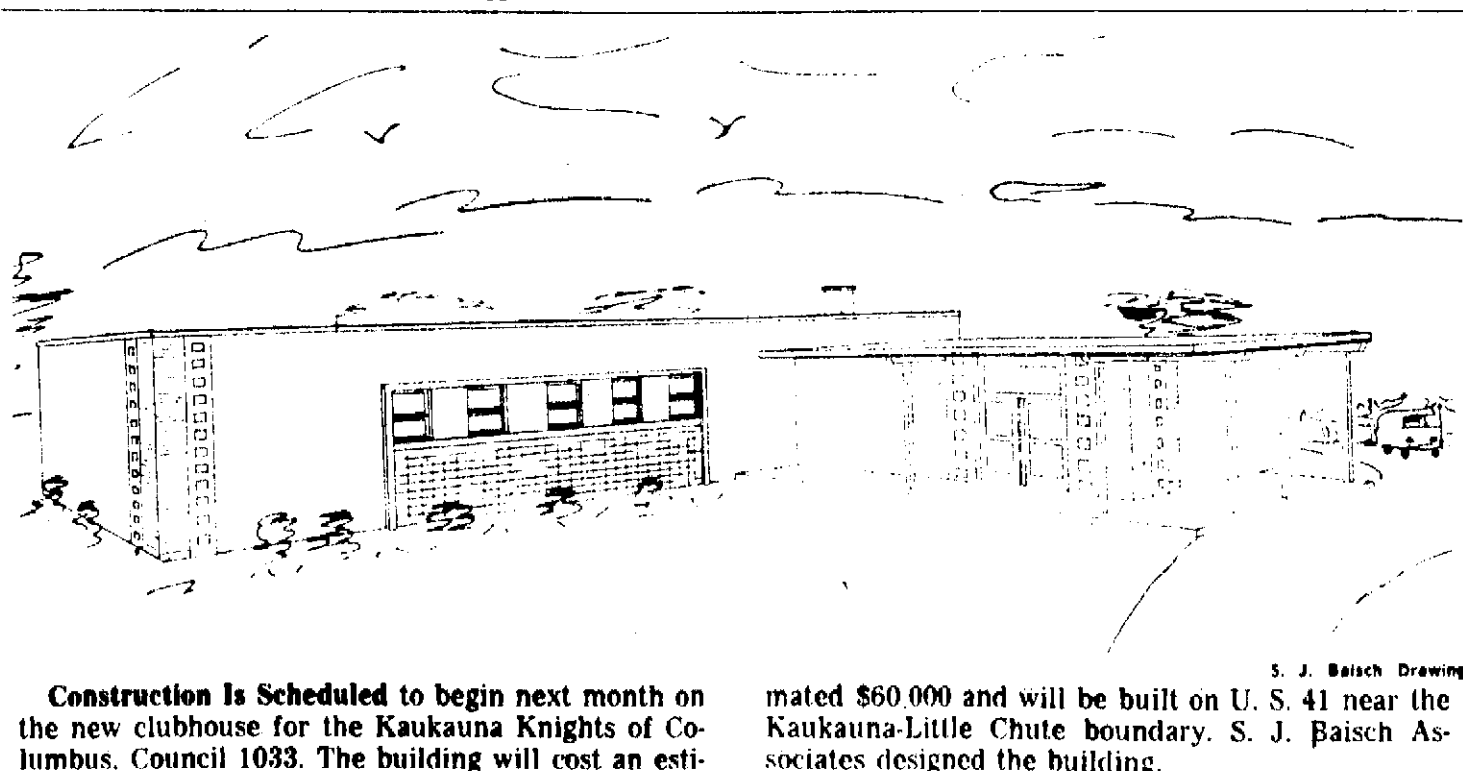 S. J. Baisch Drawing
Construction Is Scheduled to begin next month on
the new clubhouse for the Kaukauna Knights of Co-
lumbus, Council 1033. The building will cost an esti-
mated $60,000 and will be built on U. S. 41 near the
Kaukauna-Little Chute boundary. S. J. Baisch As-
sociates designed the building.